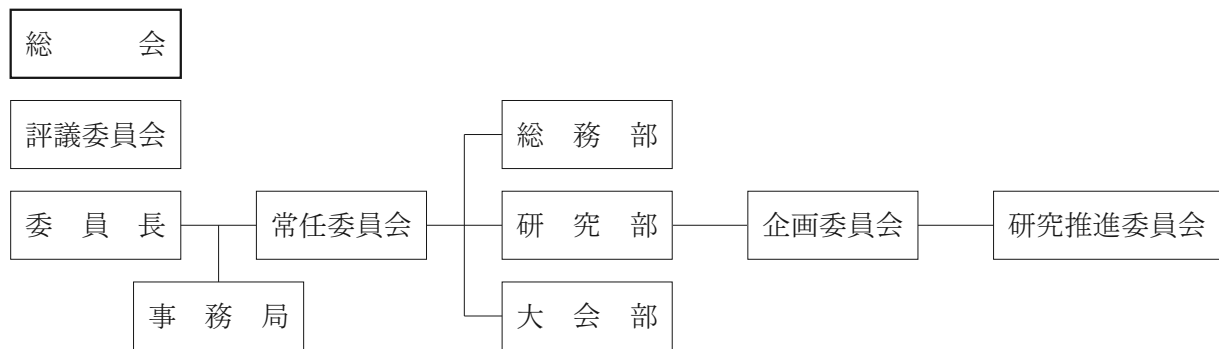 総会
評議委員会
総務部
委員長
常任委員会
研究部
企画委員会
研究推進委員会
事務局
大会部